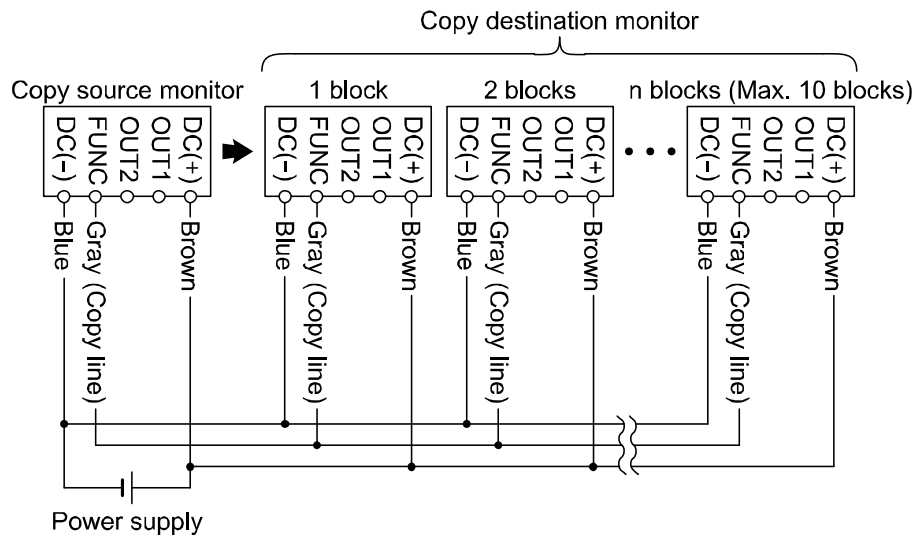 Copy destination monitor
Copy source monitor
1 block
2 blocks
n blocks (Max. 10 blocks)
DC(-)
FUNC
OUT2
OUT1
DC(+)
DC(-)
FUNC
OUT2
OUT1
DC(+)
DC(-)
FUNC
OUT2
OUT1
DC(+)
DC(-)
FUNC
OUT2
OUT1
DC(+)
Blue
Gray (Copy line)
Brown
Blue
Gray (Copy line)
Brown
Blue
Gray (Copy line)
Brown
Blue
Gray (Copy line)
Brown
Power supply